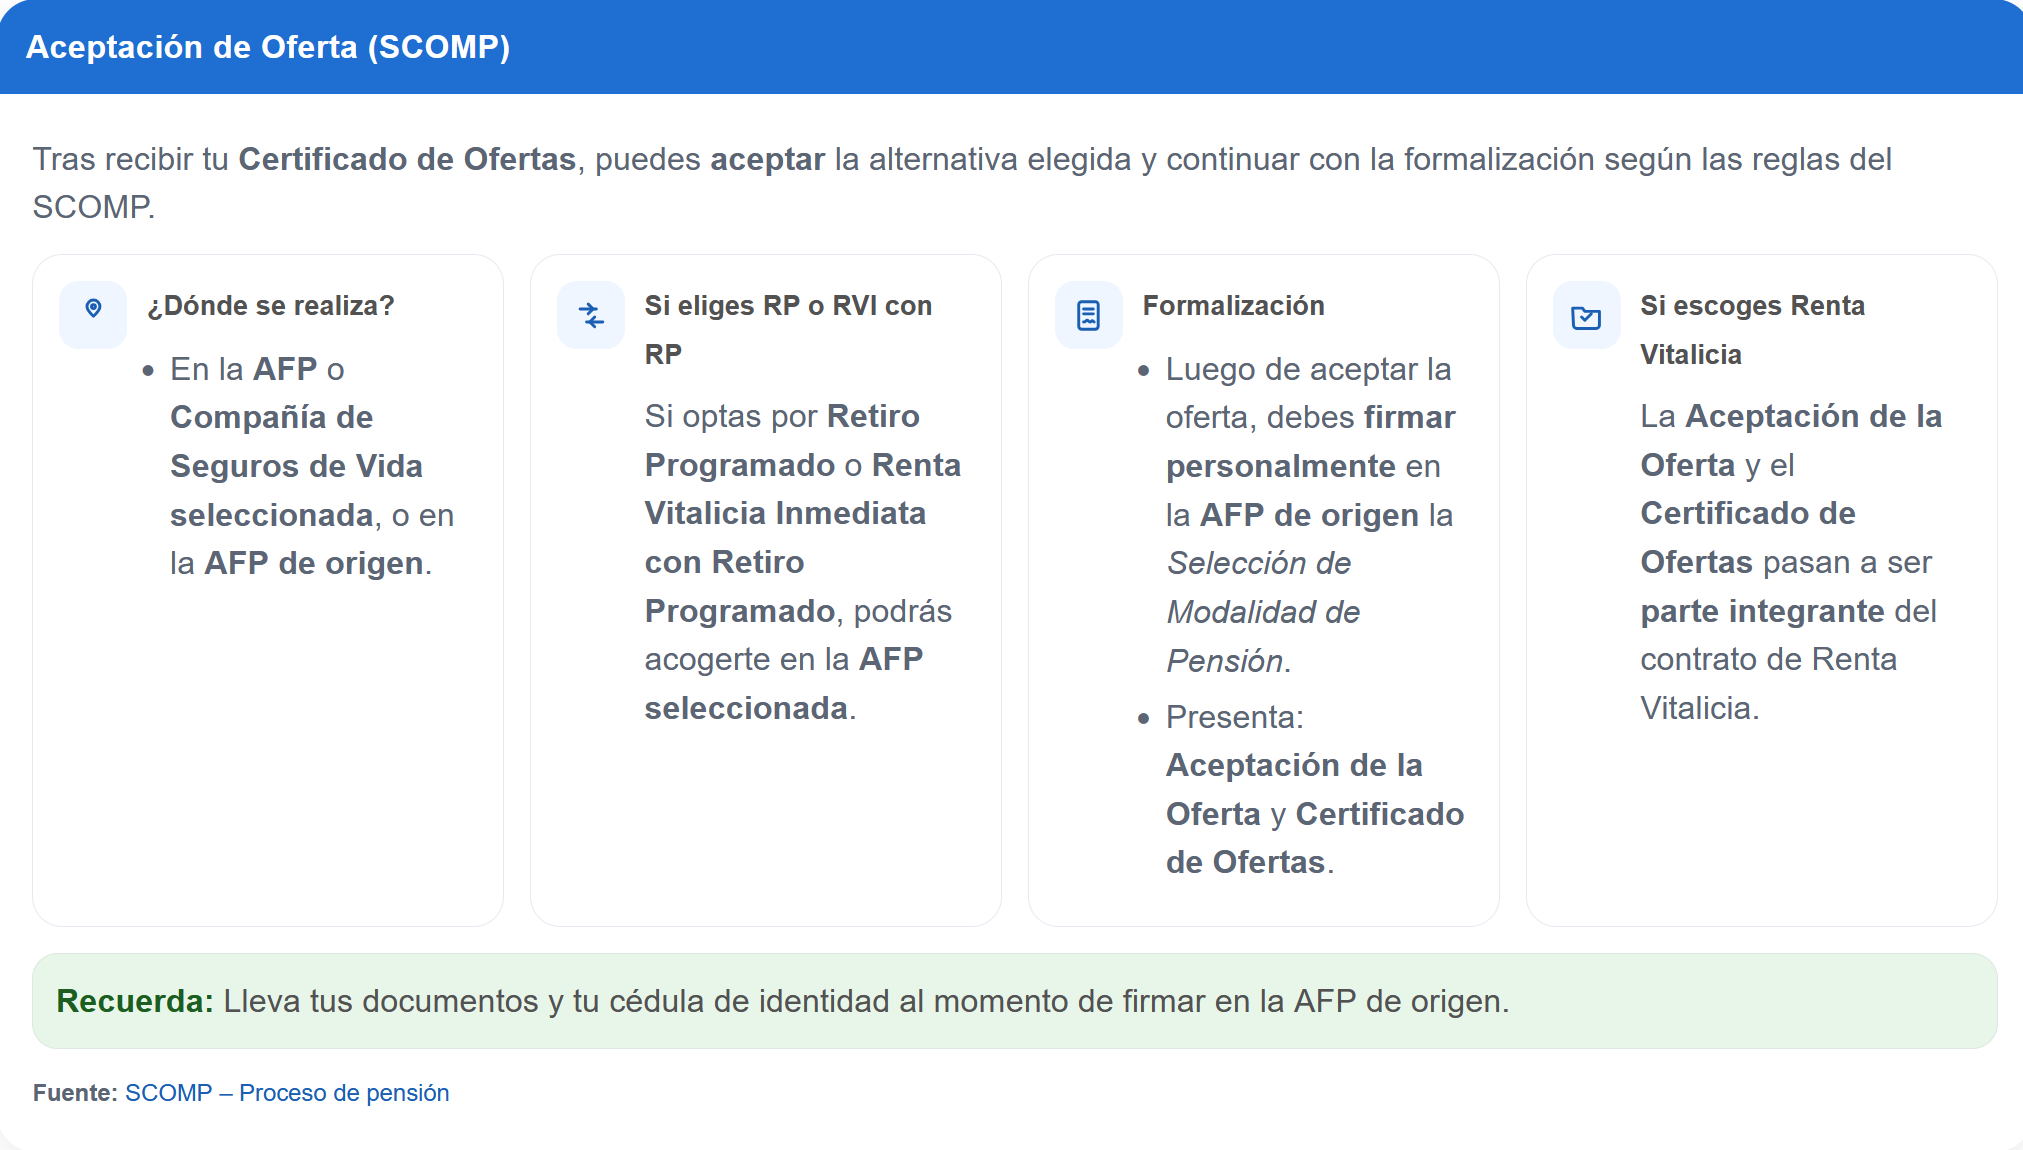 Aceptación de Oferta (SCOMP)
Tras recibir tu Certificado de Ofertas, puedes aceptar la alternativa elegida y continuar con la formalización según las reglas del
SCOMP.
¿Dónde se realiza?
• En la AFP o
Compañía de
Seguros de Vida
seleccionada, o en
la AFP de origen.
Si eliges RP o RVI con
RP
Si optas por Retiro
Programado o Renta
Vitalicia Inmediata
con Retiro
Programado, podrás
acogerte en la AFP
seleccionada.
Formalización
• Luego de aceptar la
oferta, debes firmar
personalmente en
la AFP de origen la
Selección de
Modalidad de
Pensión.
• Presenta:
Aceptación de la
Oferta y Certificado
de Ofertas.
Si escoges Renta
Vitalicia
La Aceptación de la
Oferta y el
Certificado de
Ofertas pasan a ser
parte integrante del
contrato de Renta
Vitalicia.
Recuerda: Lleva tus documentos y tu cédula de identidad al momento de firmar en la AFP de origen.
Fuente: SCOMP – Proceso de pensión